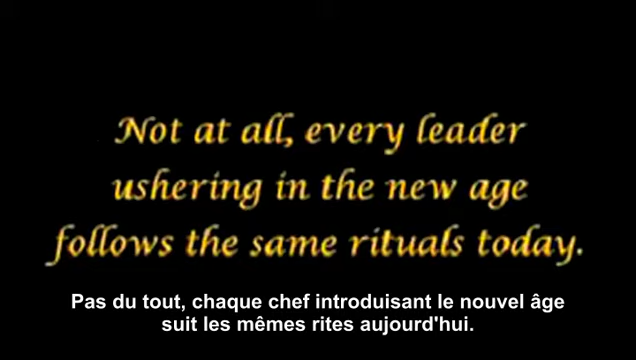 Not at all, every leader
ushering in the new age
follows the same rituals today.
Pas du tout, chaque chef introduisant le nouvel âge
suit les mêmes rites aujourd'hui.